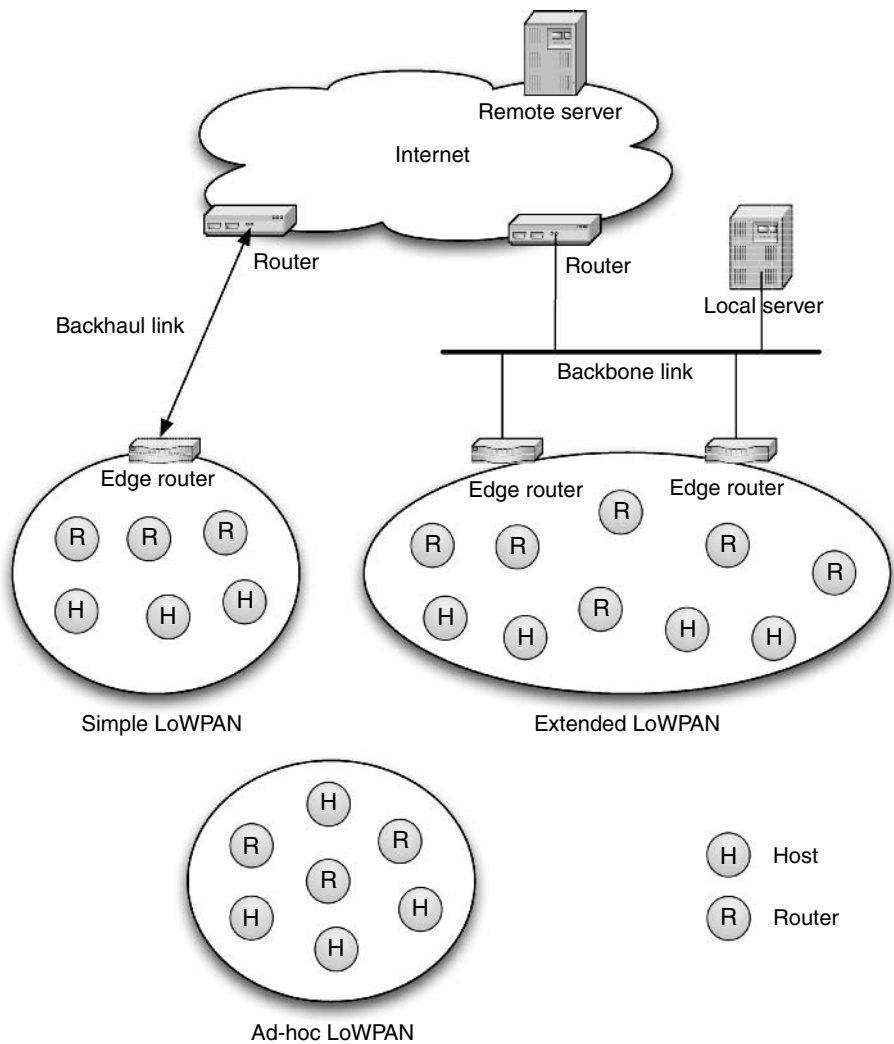 Remote server
Internet
Router
Router
Local server
Backhaul link
Backbone link
Edge router
Edge router
Edge router
R
R
R
H
H
H
R
R
R
R
R
H
H
R
H
H
Simple LoWPAN
Extended LoWPAN
H
R
R
R
H
H
H
H Host
R Router
Ad-hoc LoWPAN